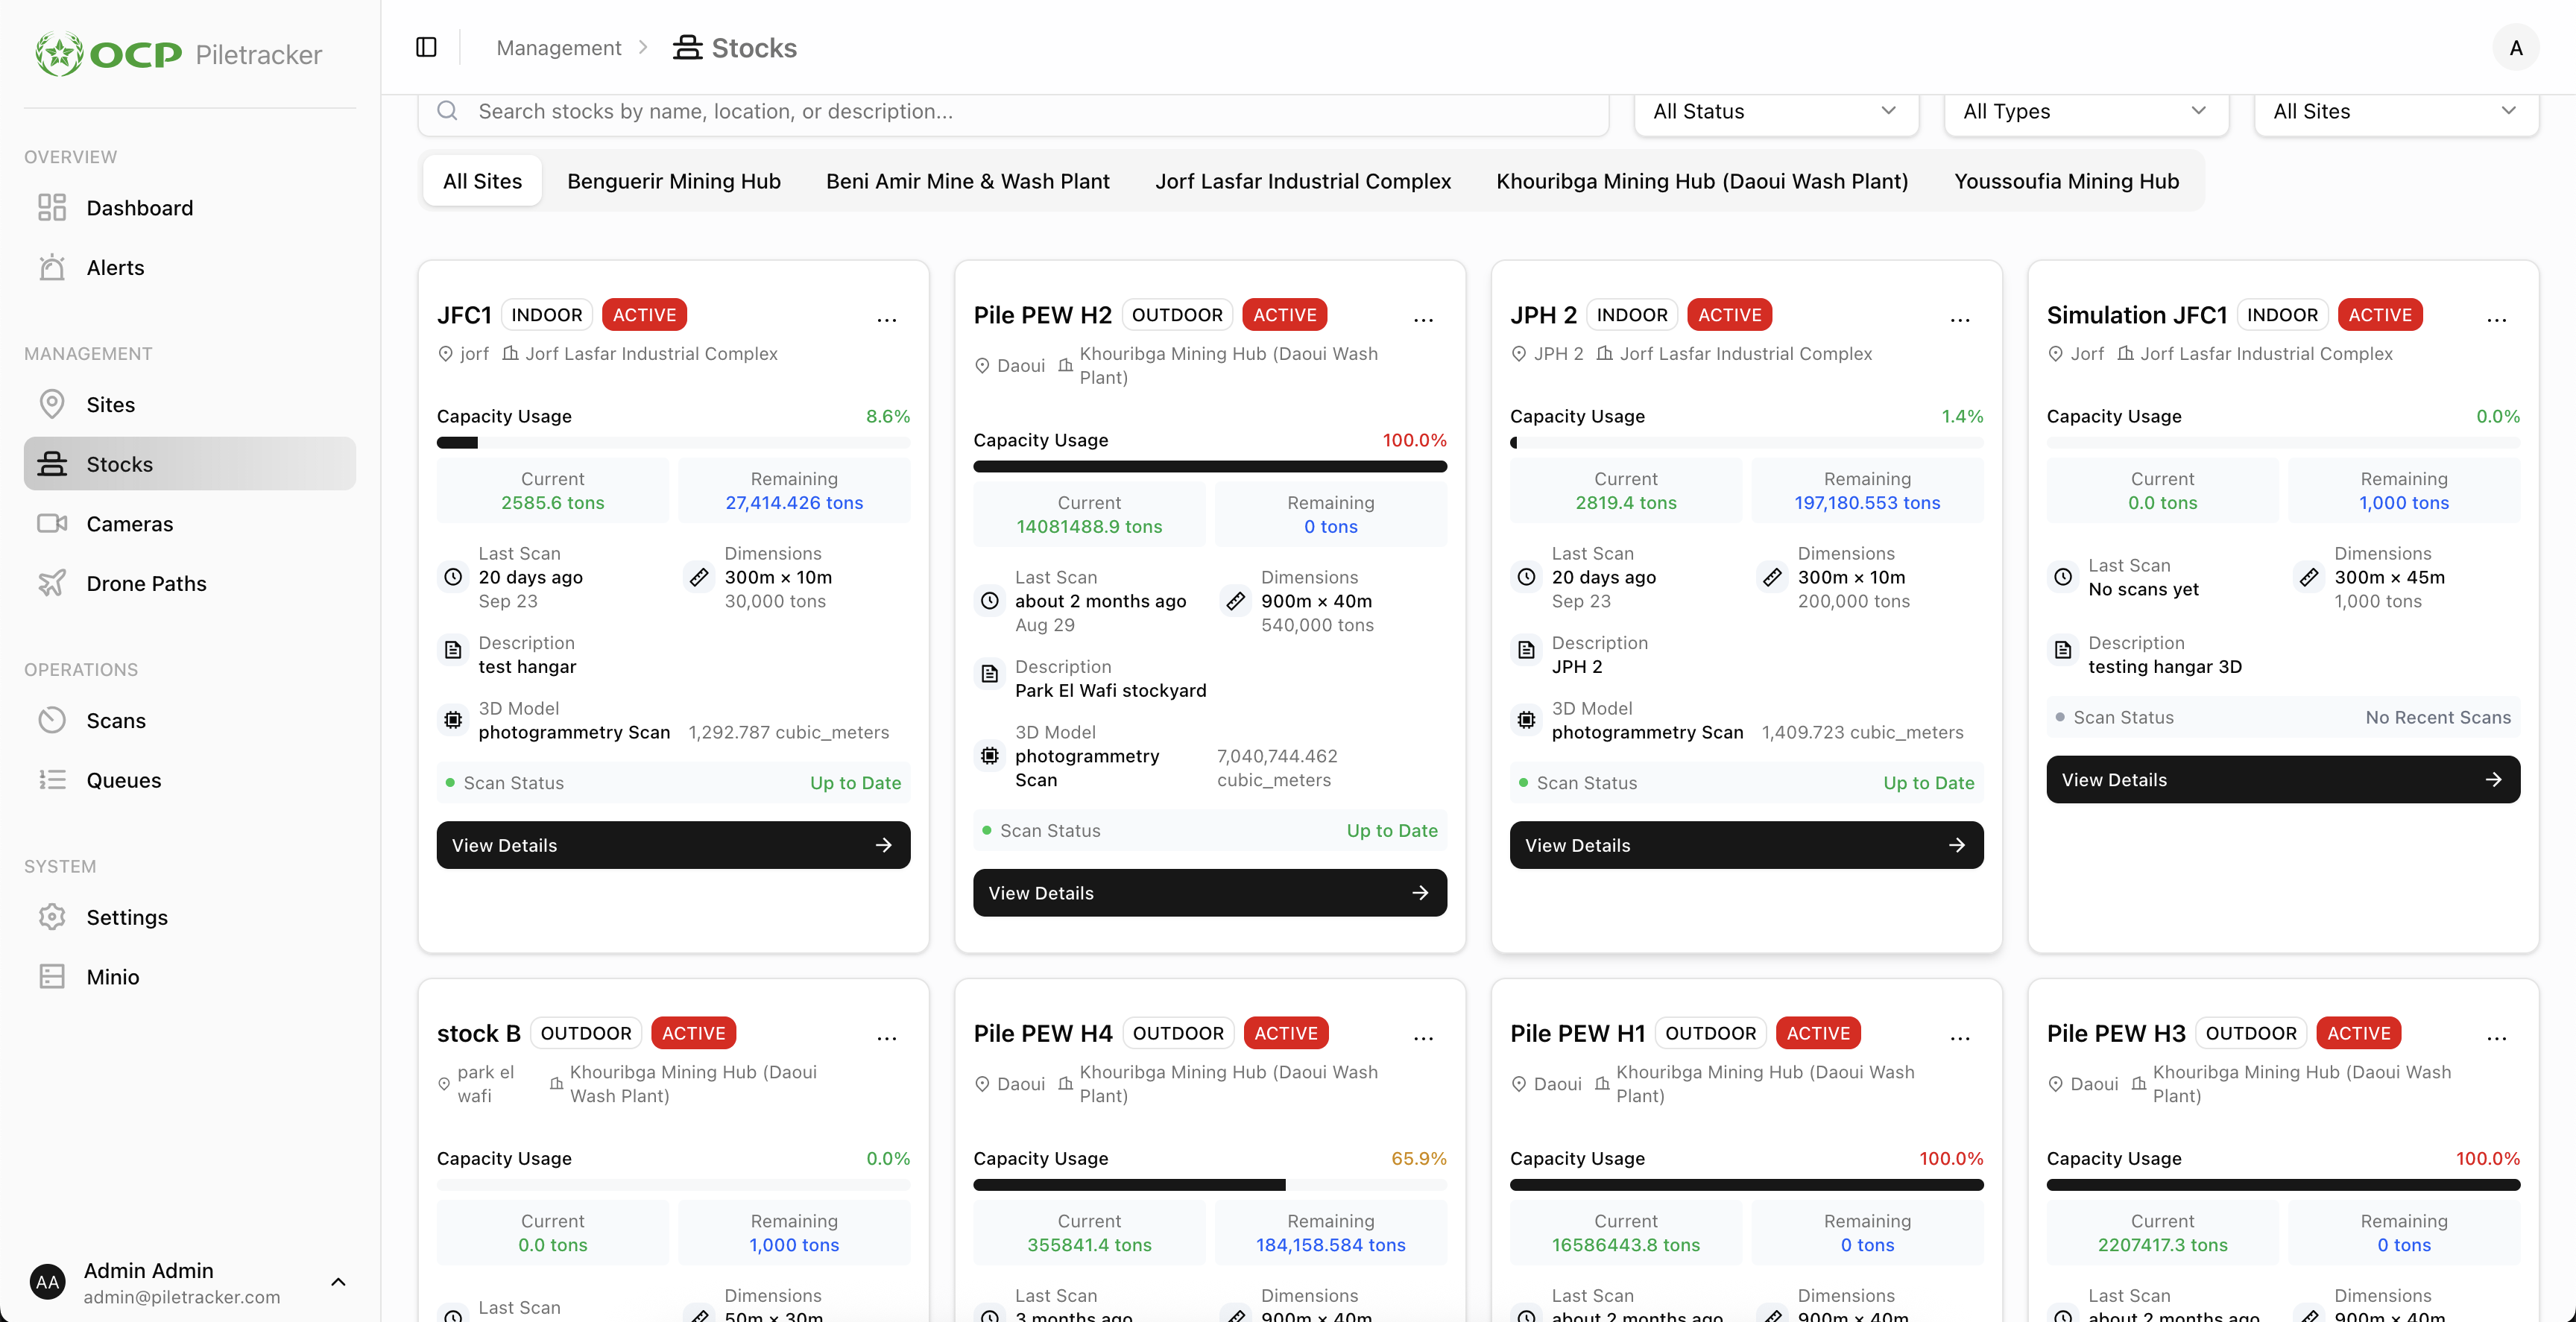 OCP Piletracker
OVERVIEW
Dashboard
Alerts
MANAGEMENT
Sites
Stocks
Cameras
Drone Paths
OPERATIONS
Scans
Queues
SYSTEM
Settings
Minio
AA
Admin Admin
admin@piletracker.com
Management
Stocks
A
Search stocks by name, location, or description...
All Status
All Types
All Sites
All Sites
Benguerir Mining Hub
Beni Amir Mine & Wash Plant
Jorf Lasfar Industrial Complex
Khouribga Mining Hub (Daoui Wash Plant)
Youssoufia Mining Hub
JFC1 INDOOR ACTIVE ...
jorf Jorf Lasfar Industrial Complex
Capacity Usage 8.6%
Current Remaining
2585.6 tons 27,414.426 tons
Last Scan Dimensions
20 days ago 300m × 10m
Sep 23 30,000 tons
Description
test hangar
3D Model
photogrammetry Scan 1,292.787 cubic_meters
Scan Status Up to Date
View Details
Pile PEW H2 OUTDOOR ACTIVE ...
Daoui Khouribga Mining Hub (Daoui Wash
Plant)
Capacity Usage 100.0%
Current Remaining
14081488.9 tons 0 tons
Last Scan Dimensions
about 2 months ago 900m × 40m
Aug 29 540,000 tons
Description
Park El Wafi stockyard
3D Model
photogrammetry 7,040,744.462
Scan cubic_meters
Scan Status Up to Date
View Details
JPH 2 INDOOR ACTIVE ...
JPH 2 Jorf Lasfar Industrial Complex
Capacity Usage 1.4%
Current Remaining
2819.4 tons 197,180.553 tons
Last Scan Dimensions
20 days ago 300m × 10m
Sep 23 200,000 tons
Description
JPH 2
3D Model
photogrammetry Scan 1,409.723 cubic_meters
Scan Status Up to Date
View Details
Simulation JFC1 INDOOR ACTIVE ...
Jorf Jorf Lasfar Industrial Complex
Capacity Usage 0.0%
Current Remaining
0.0 tons 1,000 tons
Last Scan Dimensions
No scans yet 300m × 45m
1,000 tons
Description
testing hangar 3D
Scan Status No Recent Scans
View Details
stock B OUTDOOR ACTIVE ...
park el Khouribga Mining Hub (Daoui
wafi Wash Plant)
Capacity Usage 0.0%
Current Remaining
0.0 tons 1,000 tons
Last Scan Dimensions
50m × 30m
Pile PEW H4 OUTDOOR ACTIVE ...
Daoui Khouribga Mining Hub (Daoui Wash
Plant)
Capacity Usage 65.9%
Current Remaining
355841.4 tons 184,158.584 tons
Last Scan Dimensions
3 months ago 900m × 40m
Pile PEW H1 OUTDOOR ACTIVE ...
Daoui Khouribga Mining Hub (Daoui Wash
Plant)
Capacity Usage 100.0%
Current Remaining
16586443.8 tons 0 tons
Last Scan Dimensions
about 2 months ago 900m × 40m
Pile PEW H3 OUTDOOR ACTIVE ...
Daoui Khouribga Mining Hub (Daoui Wash
Plant)
Capacity Usage 100.0%
Current Remaining
2207417.3 tons 0 tons
Last Scan Dimensions
about 2 months ago 900m × 40m